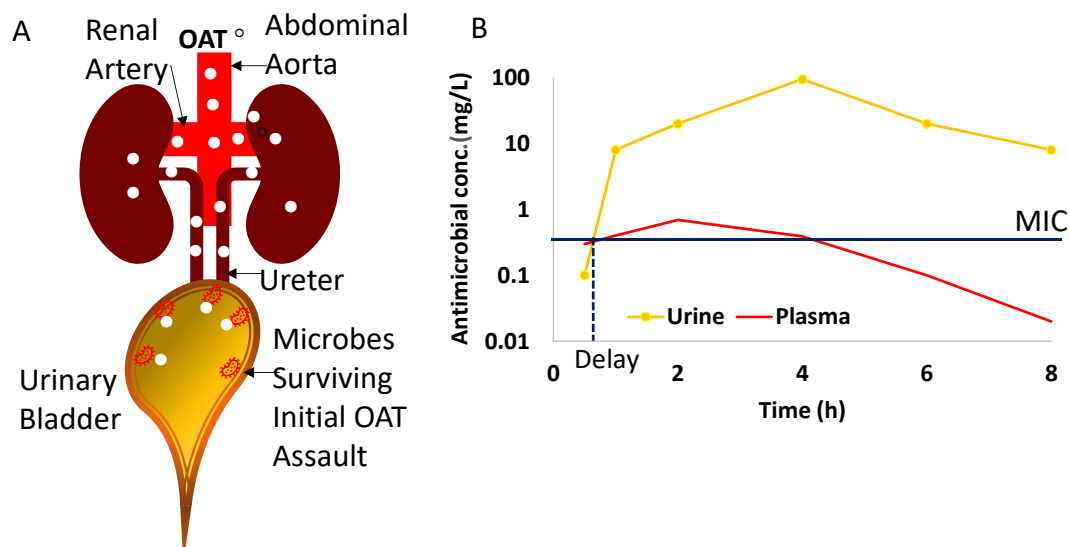 A
Renal
Artery
OAT
Abdominal
Aorta
Ureter
Urinary
Bladder
Microbes
Surviving
Initial OAT
Assault
B
Antimicrobial conc.(mg/L)
100
10
1
0.1
0.01
MIC
Urine
Plasma
Delay
0 2 4 6 8
Time (h)